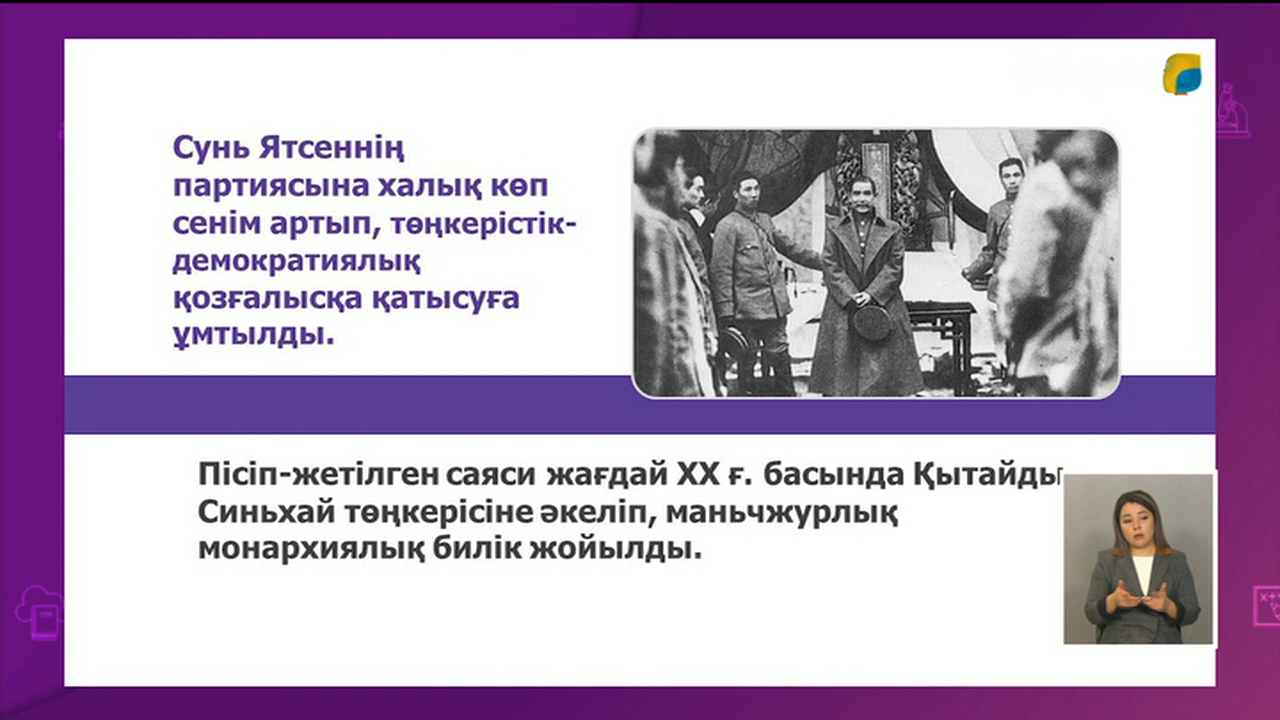 Сунь Ятсеннің
партиясына халық көп
сенім артып, төңкерістік-
демократиялық
қозғалысқа қатысуға
ұмтылды.
Пісіп-жетілген саяси жағдай ХХ ғ. басында Қытайды
Синьхай төңкерісіне әкеліп, маньчжурлық
монархиялық билік жойылды.